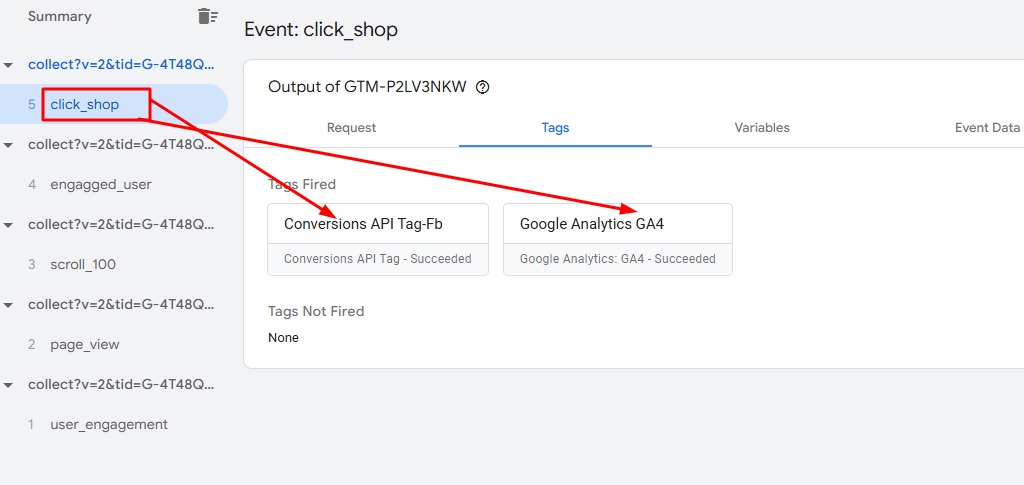 Summary
collect?v=2&tid=G-4T48Q...
5 click_shop
collect?v=2&tid=G-4T48Q...
4 engagged_user
collect?v=2&tid=G-4T48Q...
3 scroll_100
collect?v=2&tid=G-4T48Q...
2 page_view
collect?v=2&tid=G-4T48Q...
1 user_engagement
Event: click_shop
Output of GTM-P2LV3NKW
Request Tags Variables Event Data
Tags Fired
Conversions API Tag-Fb
Conversions API Tag - Succeeded
Google Analytics GA4
Google Analytics: GA4 - Succeeded
Tags Not Fired
None